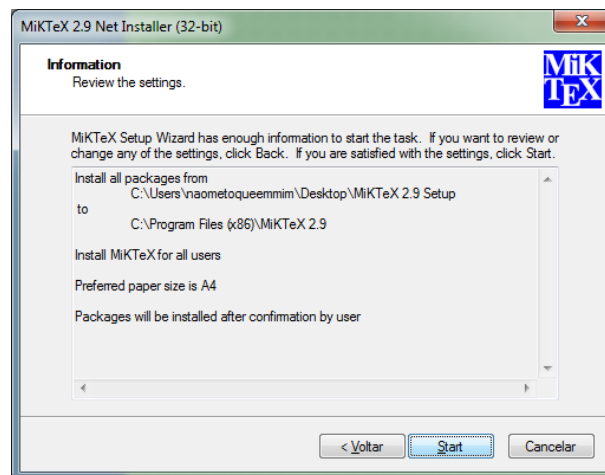 MiKTeX 2.9 Net Installer (32-bit)
Information
Review the settings.
MiK
TEX
MiKTeX Setup Wizard has enough information to start the task.  If you want to review or
change any of the settings, click Back.  If you are satisfied with the settings, click Start.
Install all packages from
C:\Users\naometoqueemmim\Desktop\MiKTeX 2.9 Setup
to
C:\Program Files (x86)\MiKTeX 2.9
Install MiKTeX for all users
Preferred paper size is A4
Packages will be installed after confirmation by user
< Voltar
Start
Cancelar